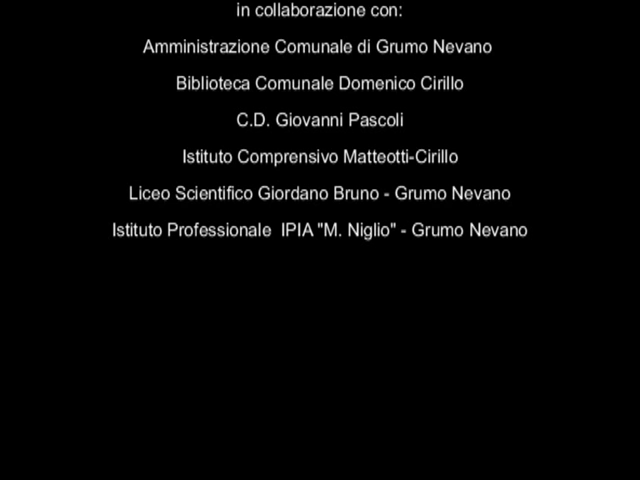 in collaborazione con:
Amministrazione Comunale di Grumo Nevano
Biblioteca Comunale Domenico Cirillo
C.D. Giovanni Pascoli
Istituto Comprensivo Matteotti-Cirillo
Liceo Scientifico Giordano Bruno - Grumo Nevano
Istituto Professionale  IPIA "M. Niglio" - Grumo Nevano